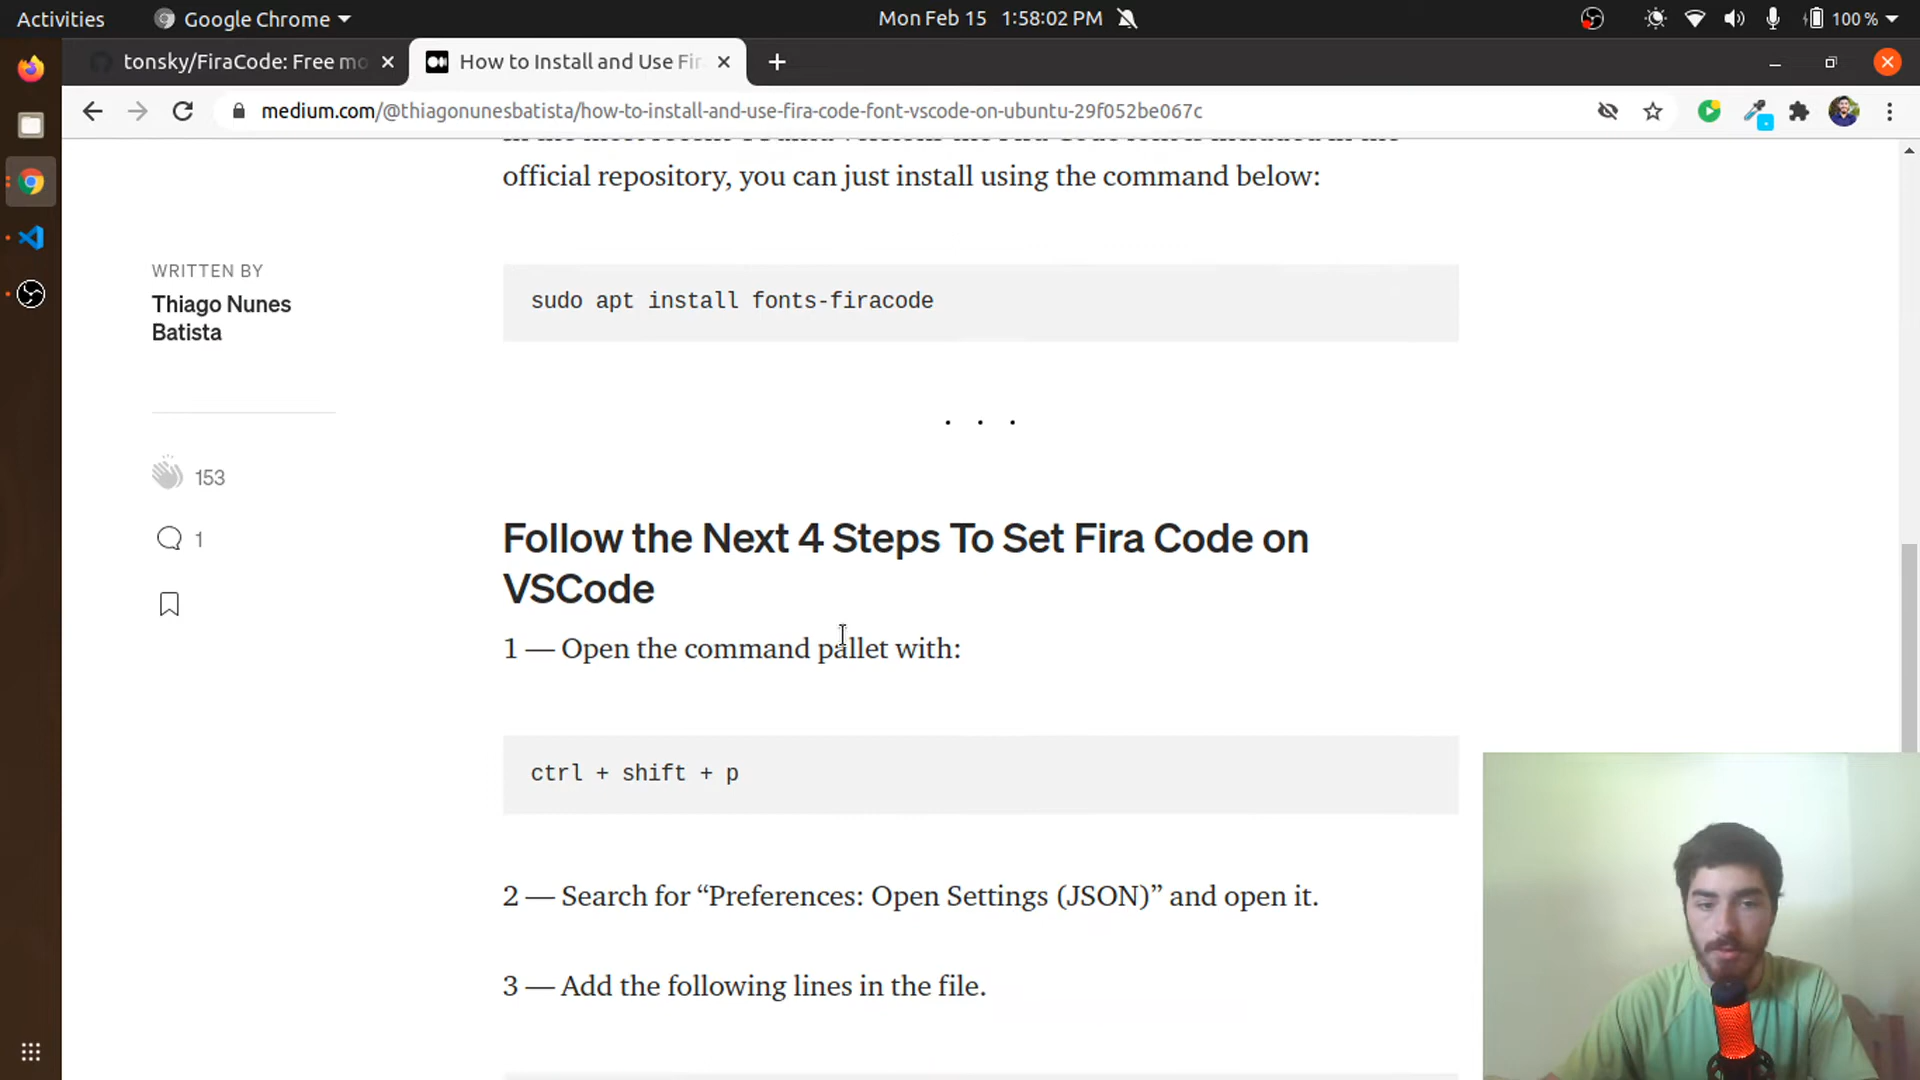 Activities
Google Chrome
Mon Feb 15 1:58:02 PM
100 %
tonsky/FiraCode: Free mo
How to Install and Use Fir
medium.com/@thiagonunesbatista/how-to-install-and-use-fira-code-font-vscode-on-ubuntu-29f052be067c
official repository, you can just install using the command below:
WRITTEN BY
Thiago Nunes
Batista
sudo apt install fonts-firacode
. . .
153
1
Follow the Next 4 Steps To Set Fira Code on
VSCode
1 — Open the command pallet with:
ctrl + shift + p
2 — Search for “Preferences: Open Settings (JSON)” and open it.
3 — Add the following lines in the file.